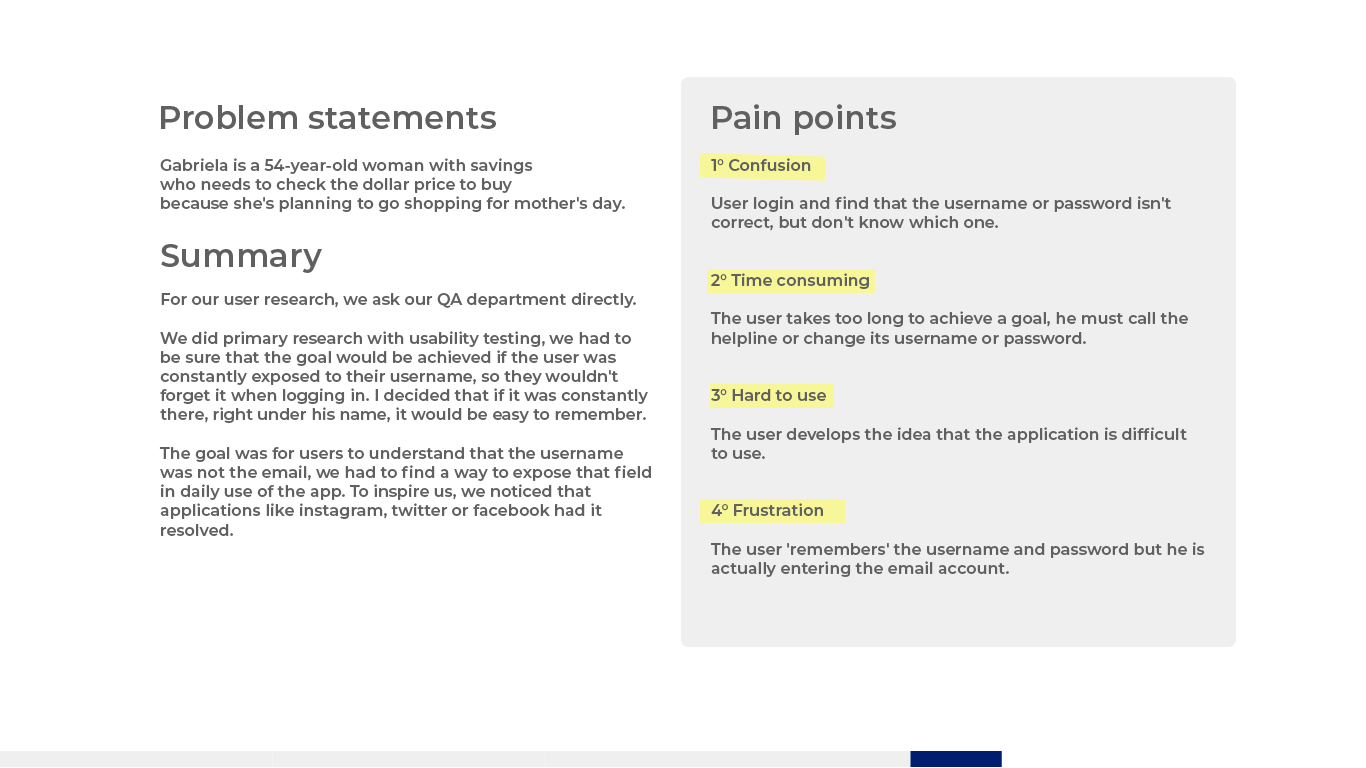 Problem statements
Gabriela is a 54-year-old woman with savings
who needs to check the dollar price to buy
because she's planning to go shopping for mother's day.
Summary
For our user research, we ask our QA department directly.
We did primary research with usability testing, we had to
be sure that the goal would be achieved if the user was
constantly exposed to their username, so they wouldn't
forget it when logging in. I decided that if it was constantly
there, right under his name, it would be easy to remember.
The goal was for users to understand that the username
was not the email, we had to find a way to expose that field
in daily use of the app. To inspire us, we noticed that
applications like instagram, twitter or facebook had it
resolved.
Pain points
1° Confusion
User login and find that the username or password isn't
correct, but don't know which one.
2° Time consuming
The user takes too long to achieve a goal, he must call the
helpline or change its username or password.
3° Hard to use
The user develops the idea that the application is difficult
to use.
4° Frustration
The user 'remembers' the username and password but he is
actually entering the email account.